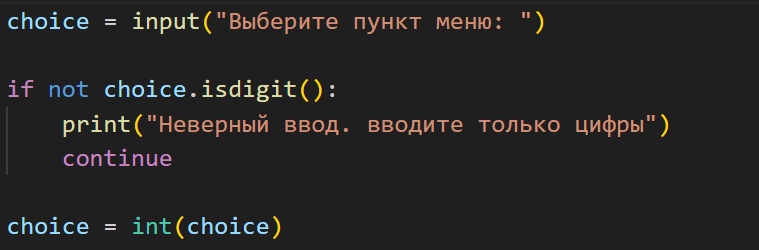 choice = input("Выберите пункт меню: ")
if not choice.isdigit():
print("Неверный ввод. вводите только цифры")
continue
choice = int(choice)